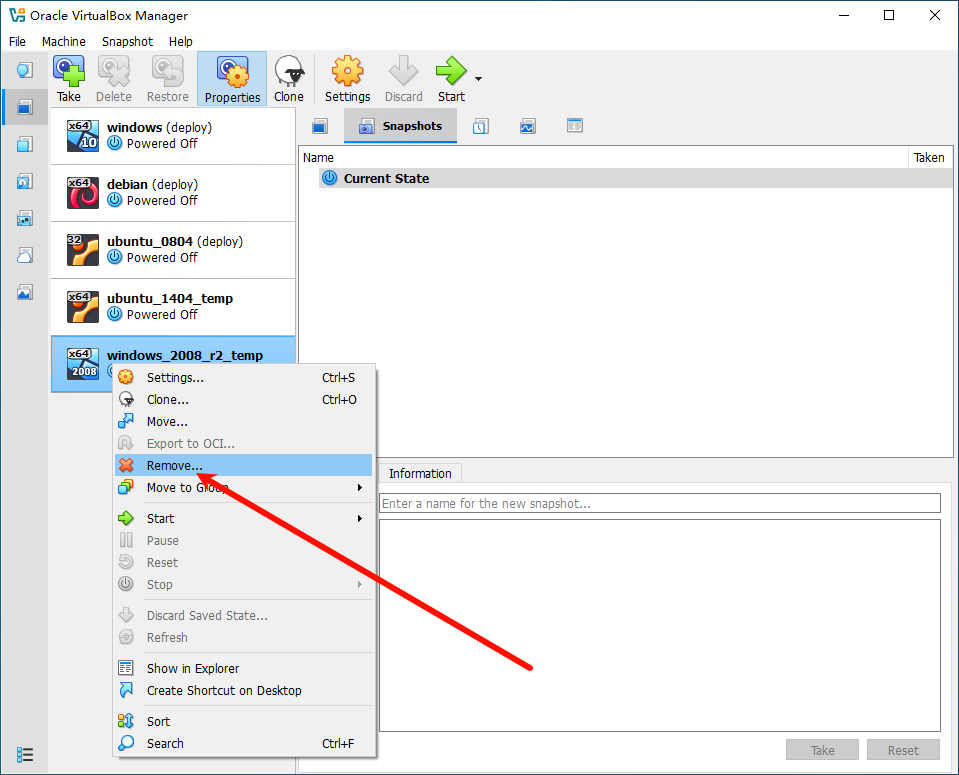 Oracle VirtualBox Manager
File Machine Snapshot Help
Take Delete Restore Properties Clone Settings Discard Start
x64 10 windows (deploy)
Powered Off
x64 debian (deploy)
Powered Off
32 ubuntu_0804 (deploy)
Powered Off
x64 ubuntu_1404_temp
Powered Off
x64 2008 windows_2008_r2_temp
Snapshots
Name Taken
Current State
Settings... Ctrl+S
Clone... Ctrl+O
Move...
Export to OCI...
Remove...
Move to Group
Start
Pause
Reset
Stop
Discard Saved State...
Refresh
Show in Explorer
Create Shortcut on Desktop
Sort
Search Ctrl+F
Information
Enter a name for the new snapshot...
Take Reset